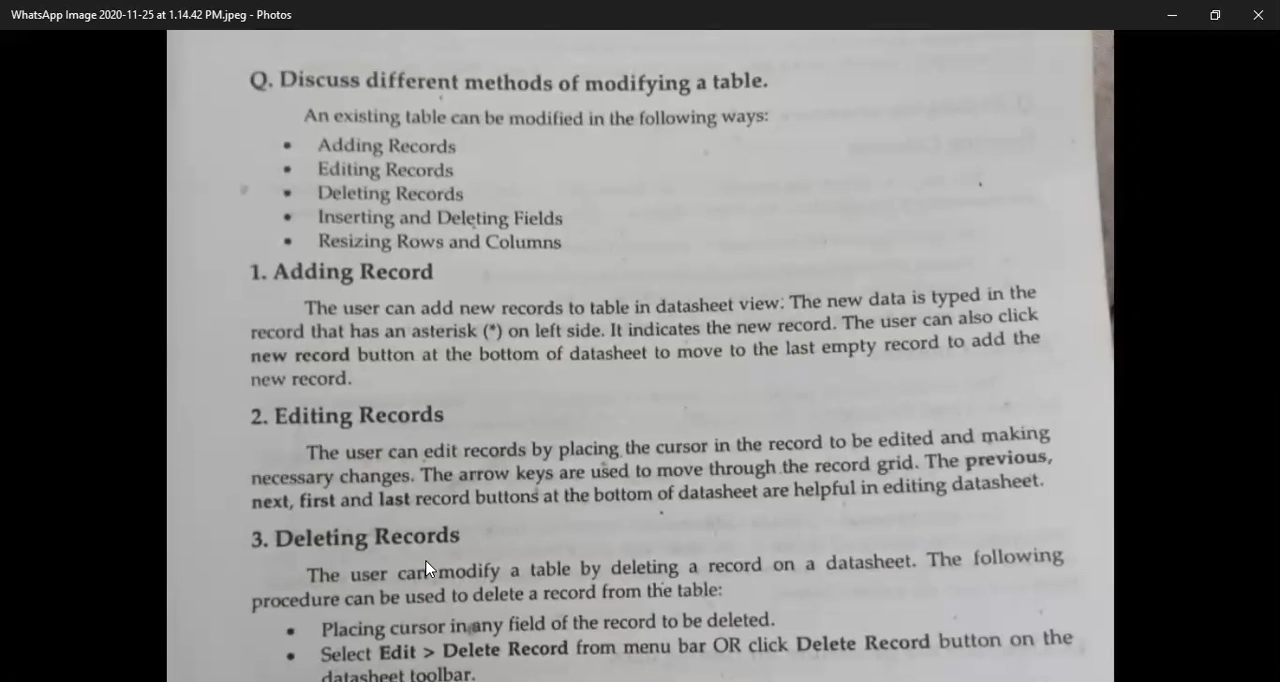 WhatsApp Image 2020-11-25 at 1.14.42 PM.jpeg - Photos
Q. Discuss different methods of modifying a table.
An existing table can be modified in the following ways:
• Adding Records
• Editing Records
• Deleting Records
• Inserting and Deleting Fields
• Resizing Rows and Columns
1. Adding Record
The user can add new records to table in datasheet view. The new data is typed in the
record that has an asterisk (*) on left side. It indicates the new record. The user can also click
new record button at the bottom of datasheet to move to the last empty record to add the
new record.
2. Editing Records
The user can edit records by placing the cursor in the record to be edited and making
necessary changes. The arrow keys are used to move through the record grid. The previous,
next, first and last record buttons at the bottom of datasheet are helpful in editing datasheet.
3. Deleting Records
The user can modify a table by deleting a record on a datasheet. The following
procedure can be used to delete a record from the table:
• Placing cursor in any field of the record to be deleted.
• Select Edit > Delete Record from menu bar OR click Delete Record button on the
datasheet toolbar.